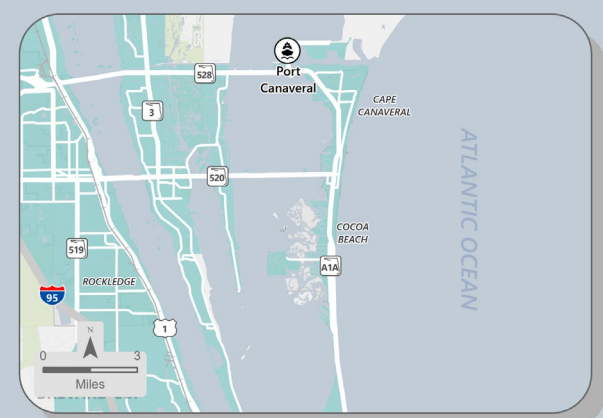 528
Port
Canaveral
CAPE
CANAVERAL
3
ATLANTIC OCEAN
520
COCOA
BEACH
519
A1A
ROCKLEDGE
95
1
N
0 3
Miles